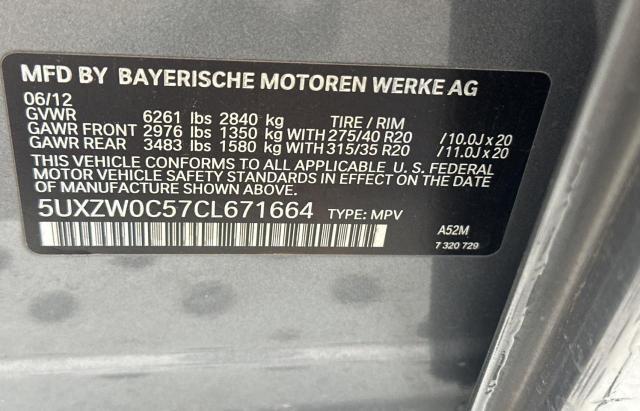 MFD BY BAYERISCHE MOTOREN WERKE AG
06/12
GVWR 6261 lbs 2840 kg TIRE / RIM
GAWR FRONT 2976 lbs 1350 kg WITH 275/40 R20 /10.0J x 20
GAWR REAR 3483 lbs 1580 kg WITH 315/35 R20 /11.0J x 20
THIS VEHICLE CONFORMS TO ALL APPLICABLE U. S. FEDERAL
MOTOR VEHICLE SAFETY STANDARDS IN EFFECT ON THE DATE OF
MANUFACTURE SHOWN ABOVE.
5UXZW0C57CL671664 TYPE: MPV
A52M
7 320 729